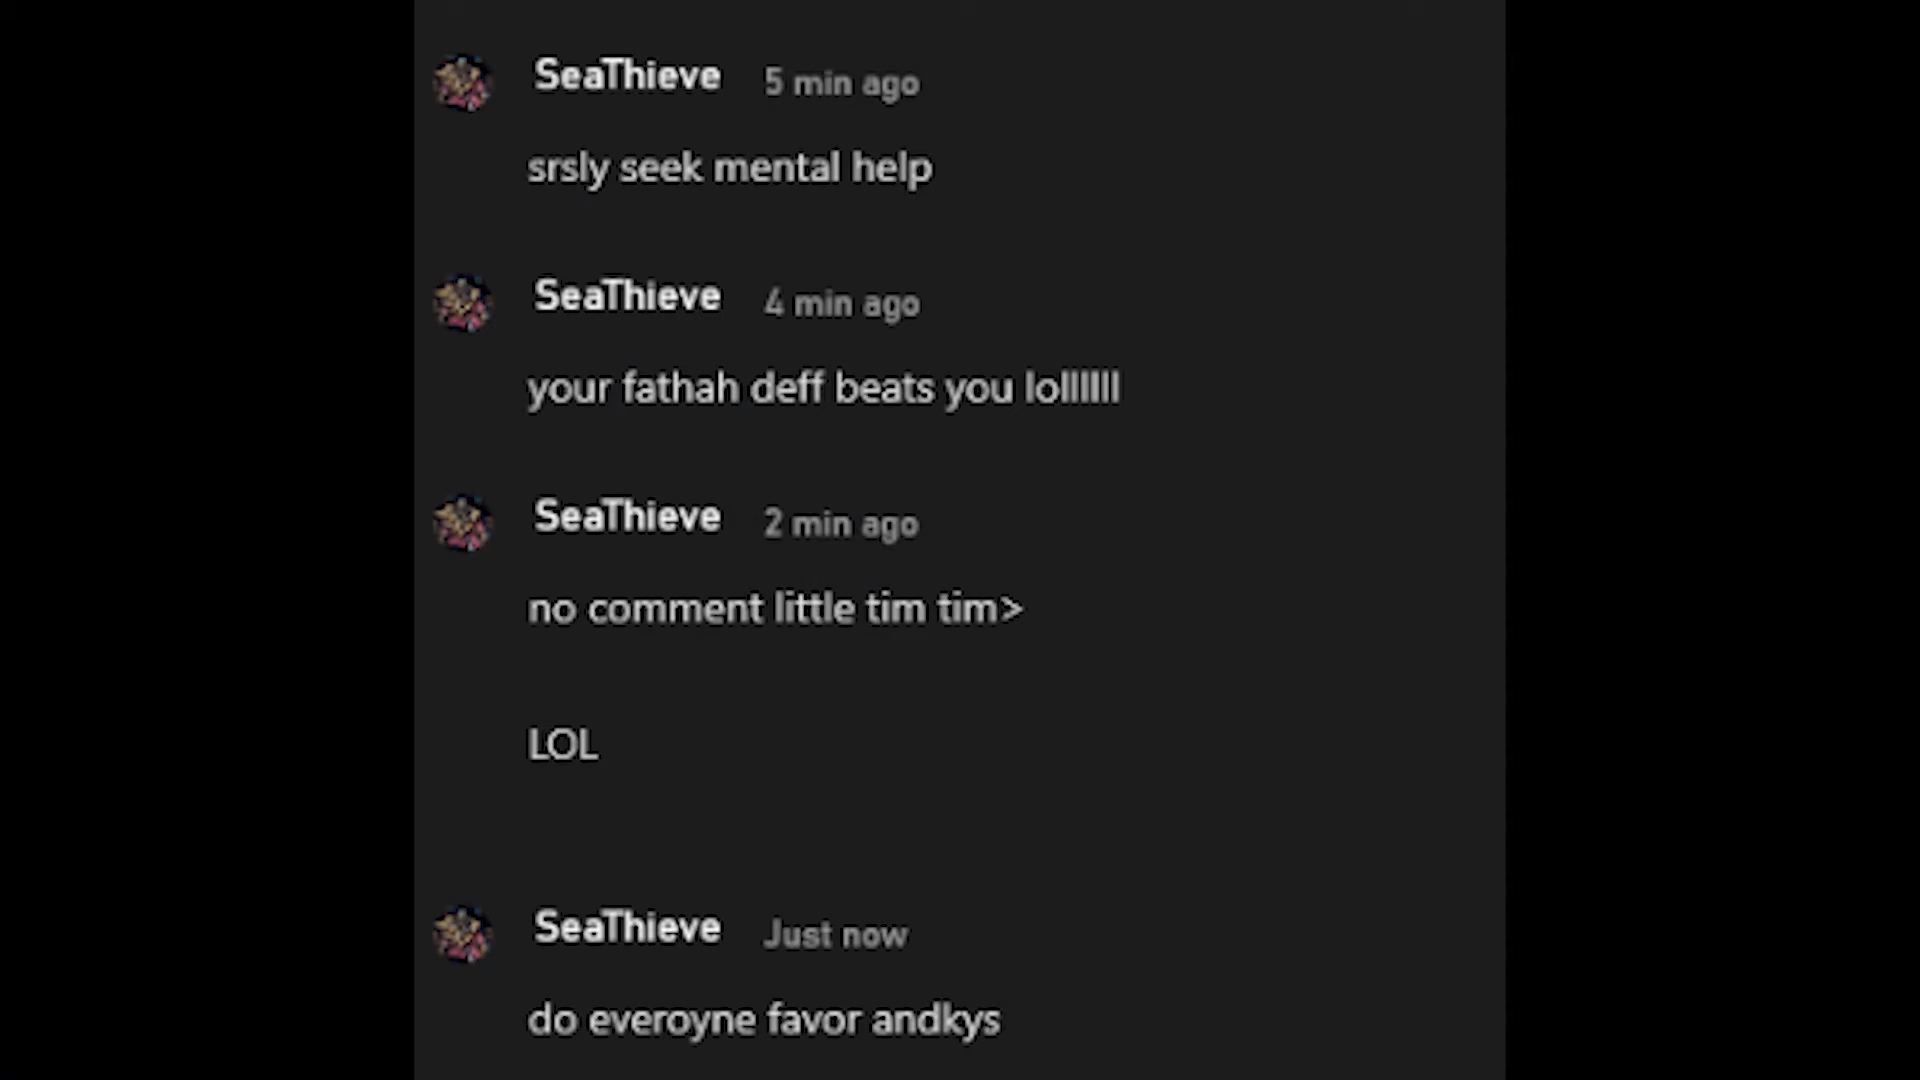 SeaThieve 5 min ago
srsly seek mental help
SeaThieve 4 min ago
your fathah deff beats you lolllllll
SeaThieve 2 min ago
no comment little tim tim>
LOL
SeaThieve Just now
do everoyne favor andkys